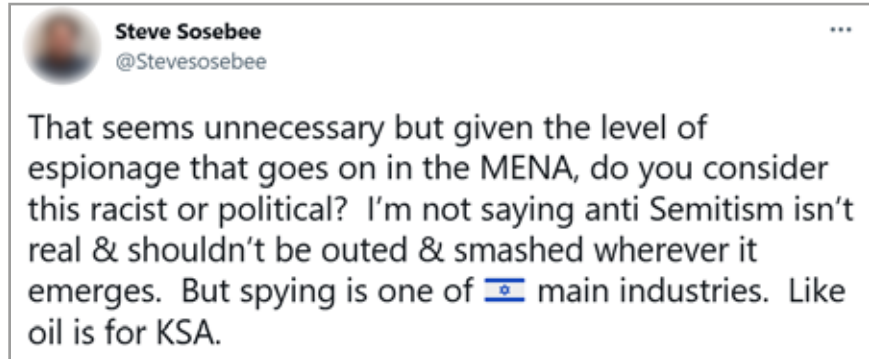 Steve Sosebee
@Stevesosebee
That seems unnecessary but given the level of
espionage that goes on in the MENA, do you consider
this racist or political?  I'm not saying anti Semitism isn't
real & shouldn't be outed & smashed wherever it
emerges.  But spying is one of 🇮🇱 main industries.  Like
oil is for KSA.